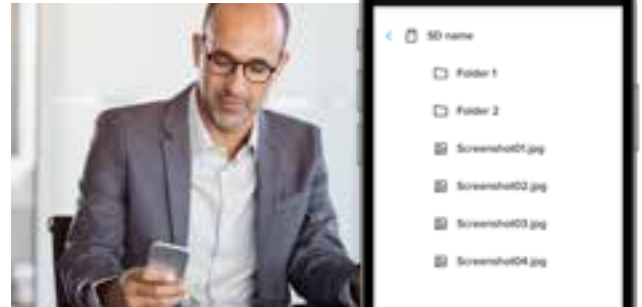 SD name
Folder 1
Folder 2
Screenshot01.jpg
Screenshot02.jpg
Screenshot03.jpg
Screenshot04.jpg